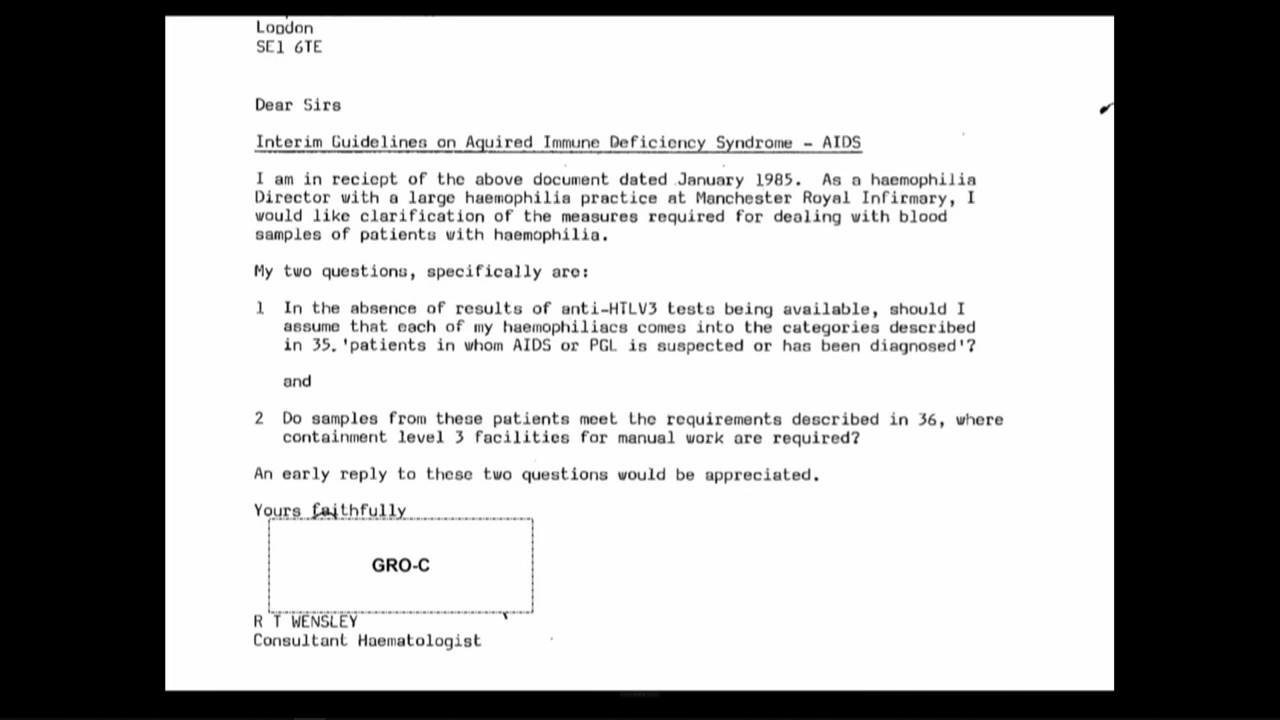 London
SE1 6TE
Dear Sirs
Interim Guidelines on Aquired Immune Deficiency Syndrome - AIDS
I am in reciept of the above document dated January 1985. As a haemophilia
Director with a large haemophilia practice at Manchester Royal Infirmary, I
would like clarification of the measures required for dealing with blood
samples of patients with haemophilia.
My two questions, specifically are:
1 In the absence of results of anti-HTLV3 tests being available, should I
assume that each of my haemophiliacs comes into the categories described
in 35. 'patients in whom AIDS or PGL is suspected or has been diagnosed'?
and
2 Do samples from these patients meet the requirements described in 36, where
containment level 3 facilities for manual work are required?
An early reply to these two questions would be appreciated.
Yours faithfully
GRO-C
R T WENSLEY
Consultant Haematologist